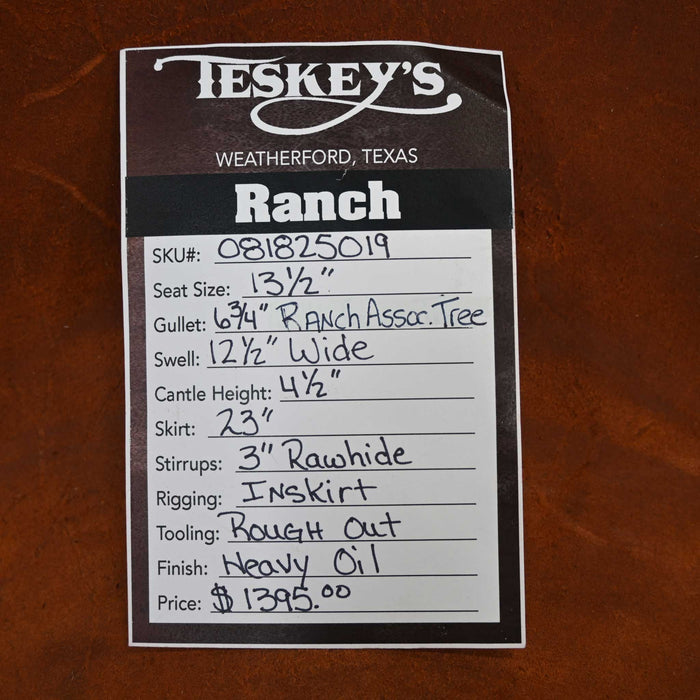 TESKEY'S
WEATHERFORD, TEXAS
Ranch
SKU#: 081825019
Seat Size: 13½"
Gullet: 6¾" Ranch Assoc. Tree
Swell: 12½" Wide
Cantle Height: 4½"
Skirt: 23"
Stirrups: 3" Rawhide
Rigging: Inskirt
Tooling: Rough Out
Finish: Heavy Oil
Price: $1395.00